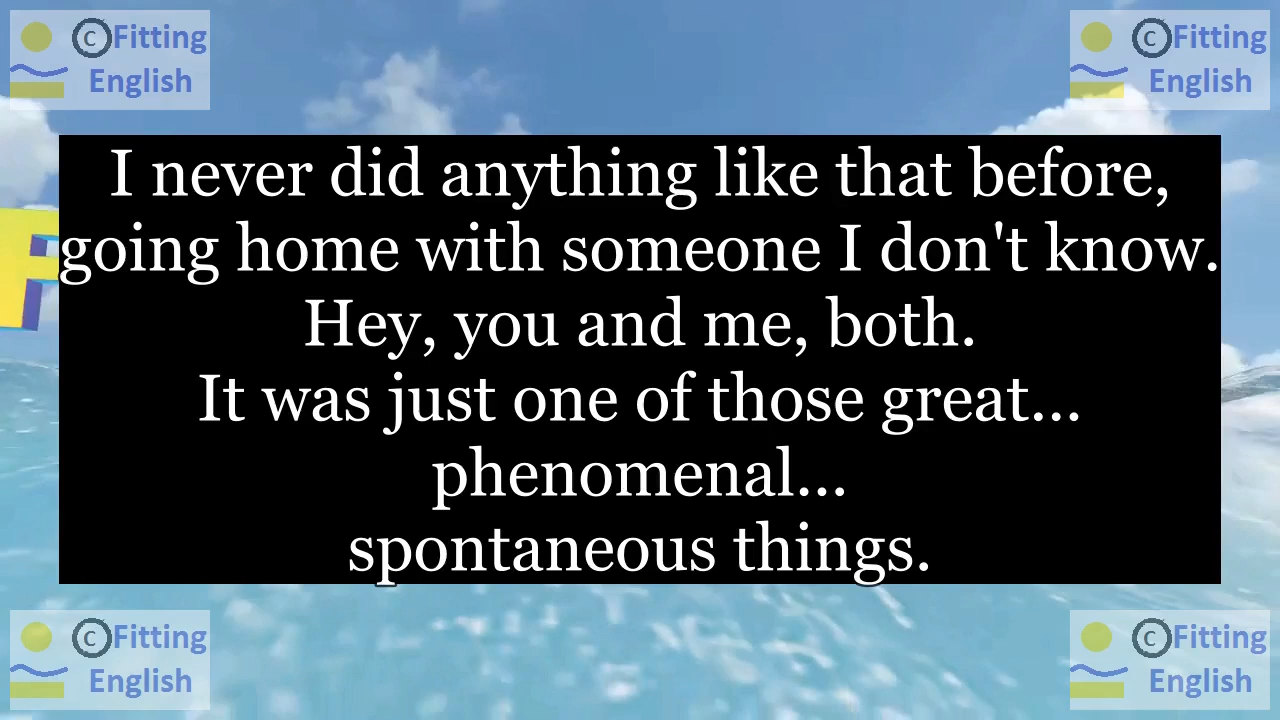 © Fitting
English
© Fitting
English
I never did anything like that before,
going home with someone I don't know.
Hey, you and me, both.
It was just one of those great...
phenomenal...
spontaneous things.
F
© Fitting
English
© Fitting
English